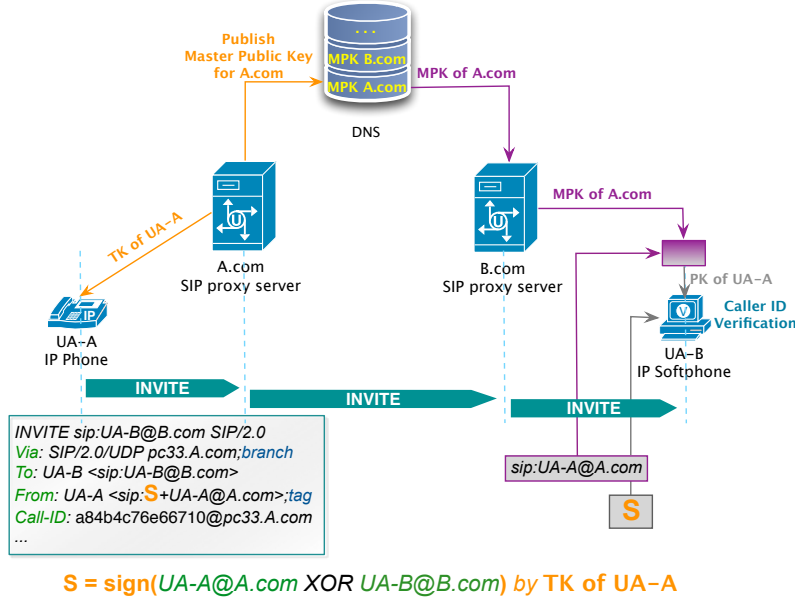 Publish
Master Public Key
for A.com
...
MPK B.com
MPK A.com
MPK of A.com
DNS
MPK of A.com
TK of UA-A
U
U
A.com
SIP proxy server
B.com
SIP proxy server
PK of UA-A
IP
V
Caller ID
Verification
UA-A
IP Phone
UA-B
IP Softphone
INVITE
INVITE
INVITE
INVITE sip:UA-B@B.com SIP/2.0
Via: SIP/2.0/UDP pc33.A.com;branch
To: UA-B <sip:UA-B@B.com>
From: UA-A <sip:S+UA-A@A.com>;tag
Call-ID: a84b4c76e66710@pc33.A.com
...
sip:UA-A@A.com
S
S = sign(UA-A@A.com XOR UA-B@B.com) by TK of UA-A